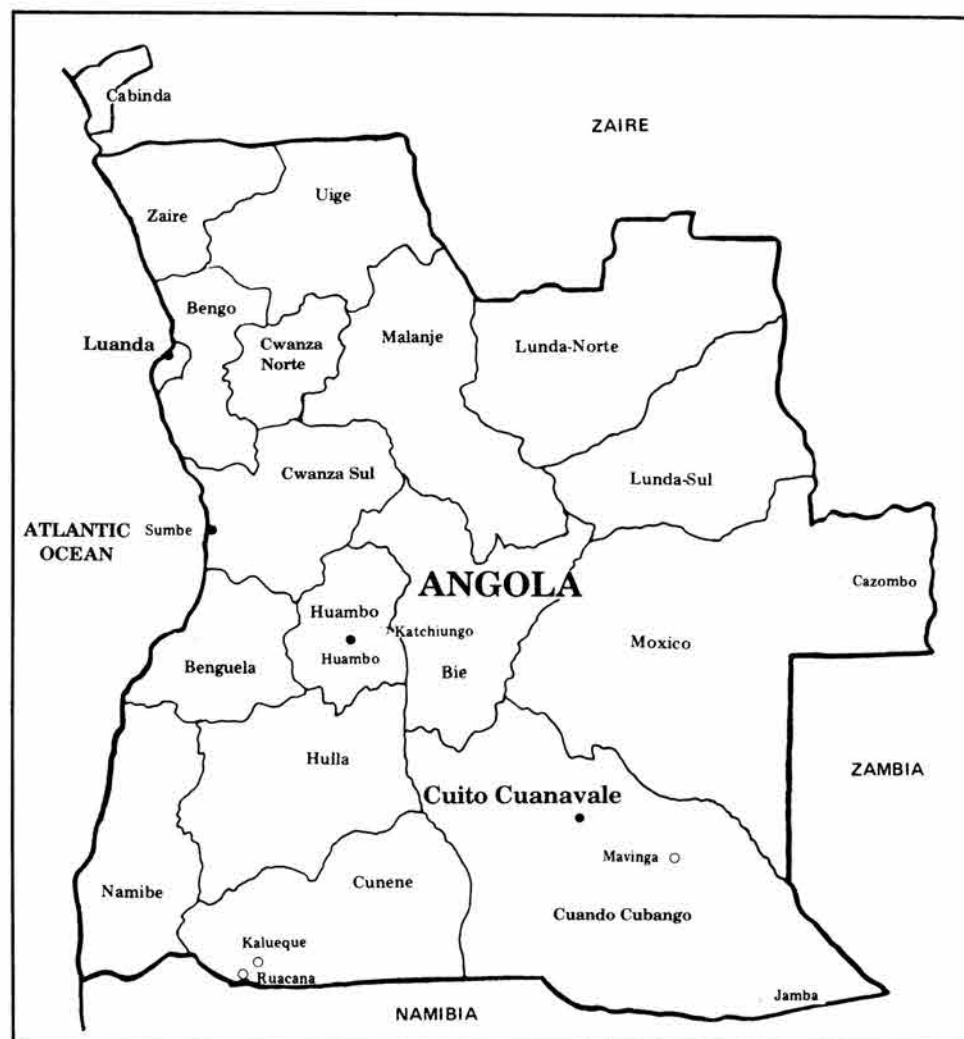 Cabinda
ZAIRE
Uige
Zaire
Bengo
Luanda
Cwanza
Norte
Malanje
Lunda-Norte
Cwanza Sul
Lunda-Sul
ATLANTIC
OCEAN
Sumbe
ANGOLA
Cazombo
Huambo
Katchiungo
Huambo
Moxico
Benguela
Bie
Hulla
ZAMBIA
Cuito Cuanavale
Mavinga
Namibe
Cunene
Cuando Cubango
Kalueque
Ruacana
Jamba
NAMIBIA